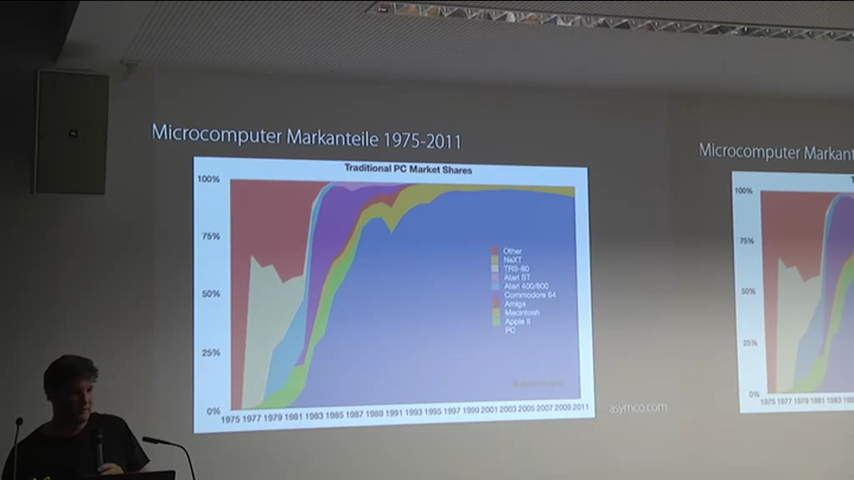 Microcomputer Markanteile 1975-2011
Traditional PC Market Shares
100%
75%
50%
25%
0%
Other
NeXT
TRS-80
Atari ST
Atari 400/800
Commodore 64
Amiga
Macintosh
Apple II
PC
1975 1977 1979 1981 1983 1985 1987 1989 1991 1993 1995 1997 1999 2001 2003 2005 2007 2009 2011
asymco.com
Microcomputer Markant
100%
75%
50%
25%
0%
1975 1977 1979 1981 1983 1985 1987 198